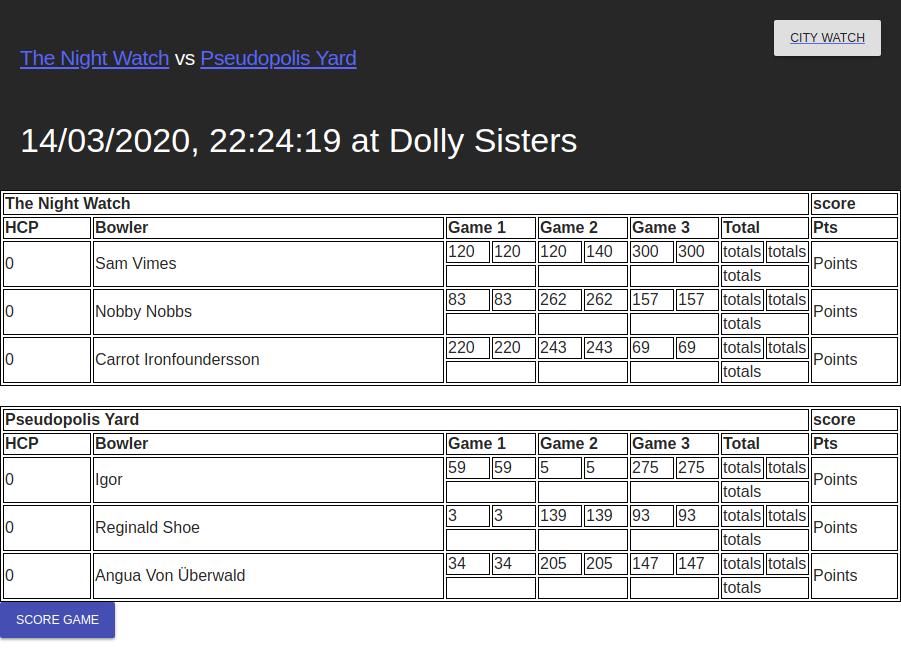 CITY WATCH
The Night Watch vs Pseudopolis Yard
14/03/2020, 22:24:19 at Dolly Sisters
The Night Watch score
HCP Bowler Game 1 Game 2 Game 3 Total Pts
0 Sam Vimes 120 120 120 140 300 300 totals totals Points
totals
0 Nobby Nobbs 83 83 262 262 157 157 totals totals Points
totals
0 Carrot Ironfoundersson 220 220 243 243 69 69 totals totals Points
totals
Pseudopolis Yard score
HCP Bowler Game 1 Game 2 Game 3 Total Pts
0 Igor 59 59 5 5 275 275 totals totals Points
totals
0 Reginald Shoe 3 3 139 139 93 93 totals totals Points
totals
0 Angua Von Überwald 34 34 205 205 147 147 totals totals Points
totals
SCORE GAME